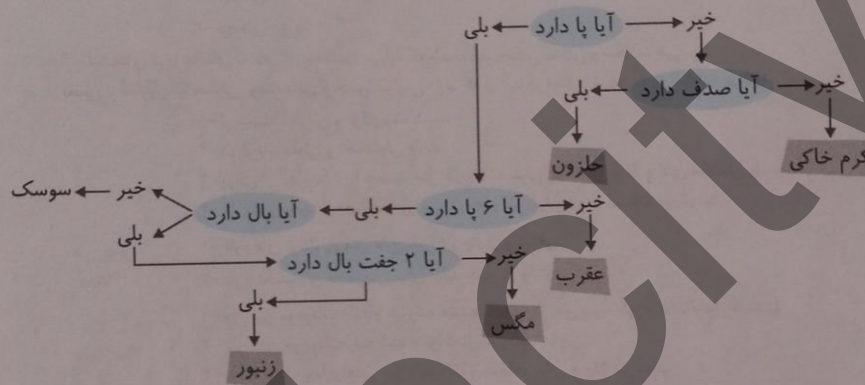 خیر آیا پا دارد بلی
خیر آیا صدف دارد بلی
کرم خاکی
حلزون
خیر آیا ۶ پا دارد بلی آیا بال دارد خیر سوسک
بلی
عقرب
خیر آیا ۲ جفت بال دارد
بلی
مگس
زنبور